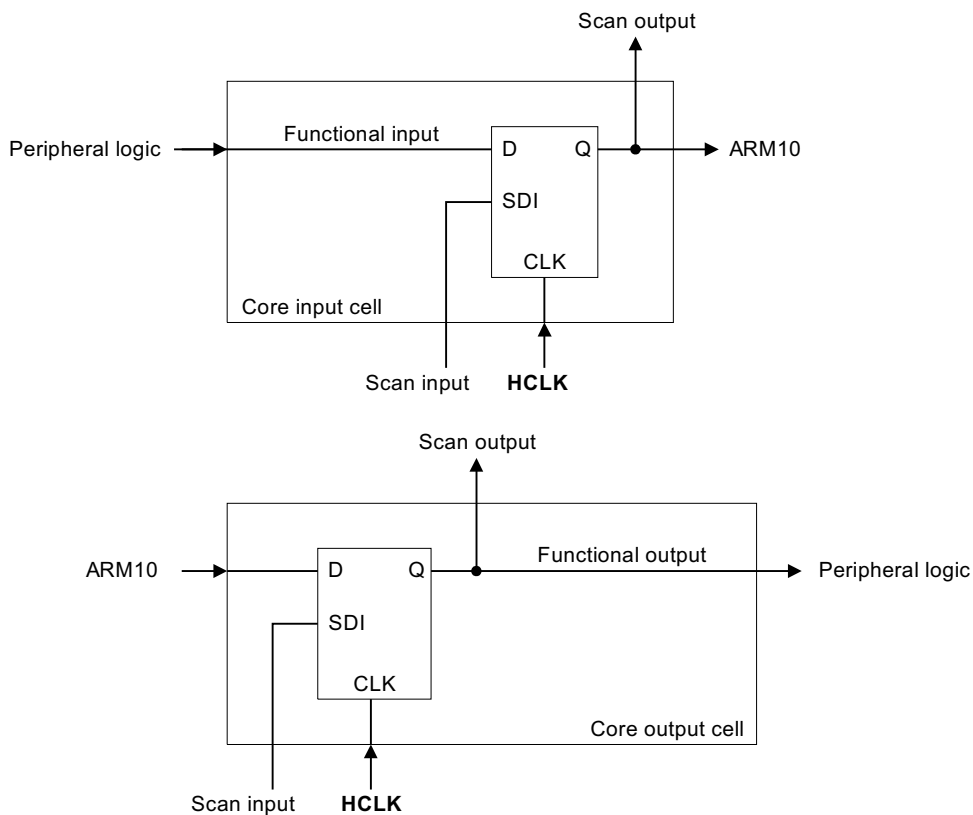 Scan output
Peripheral logic
Functional input
D
Q
ARM10
SDI
CLK
Core input cell
Scan input
HCLK
Scan output
ARM10
D
Q
Functional output
Peripheral logic
SDI
CLK
Core output cell
Scan input
HCLK